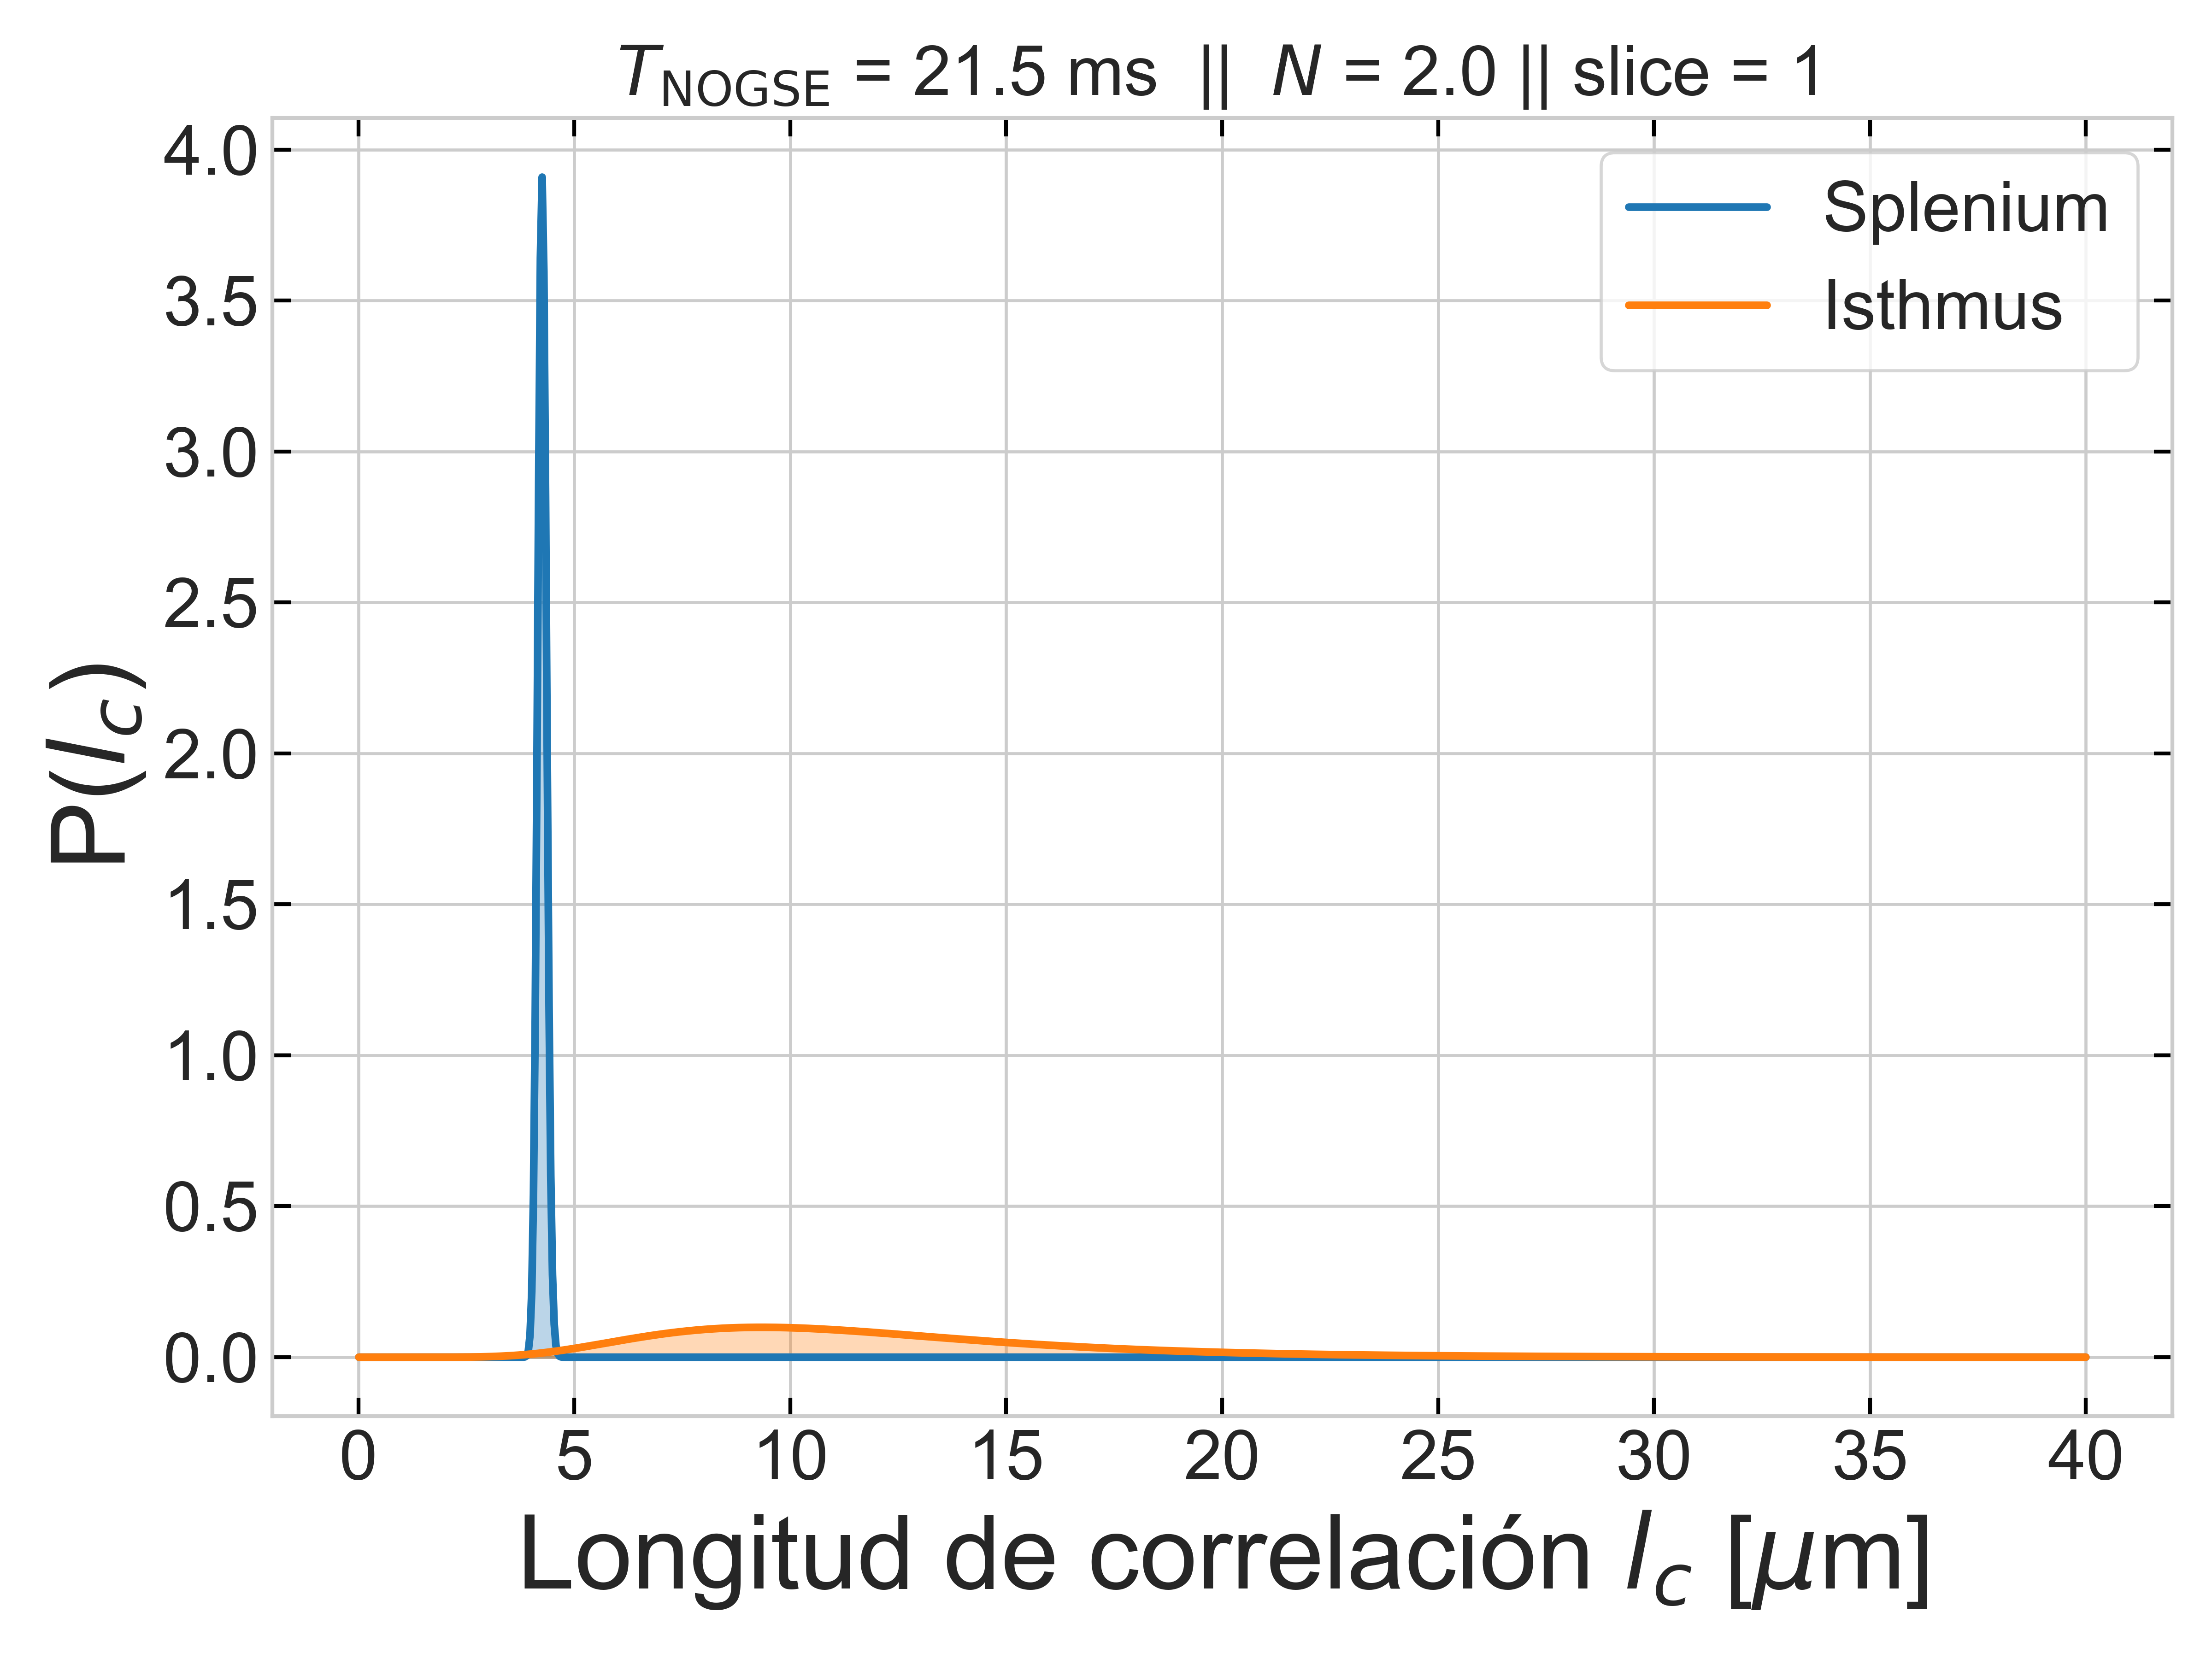 T_NOGSE = 21.5 ms || N = 2.0 || slice = 1
Splenium
Isthmus
P(l_c)
4.0
3.5
3.0
2.5
2.0
1.5
1.0
0.5
0.0
0 5 10 15 20 25 30 35 40
Longitud de correlación l_c [μm]